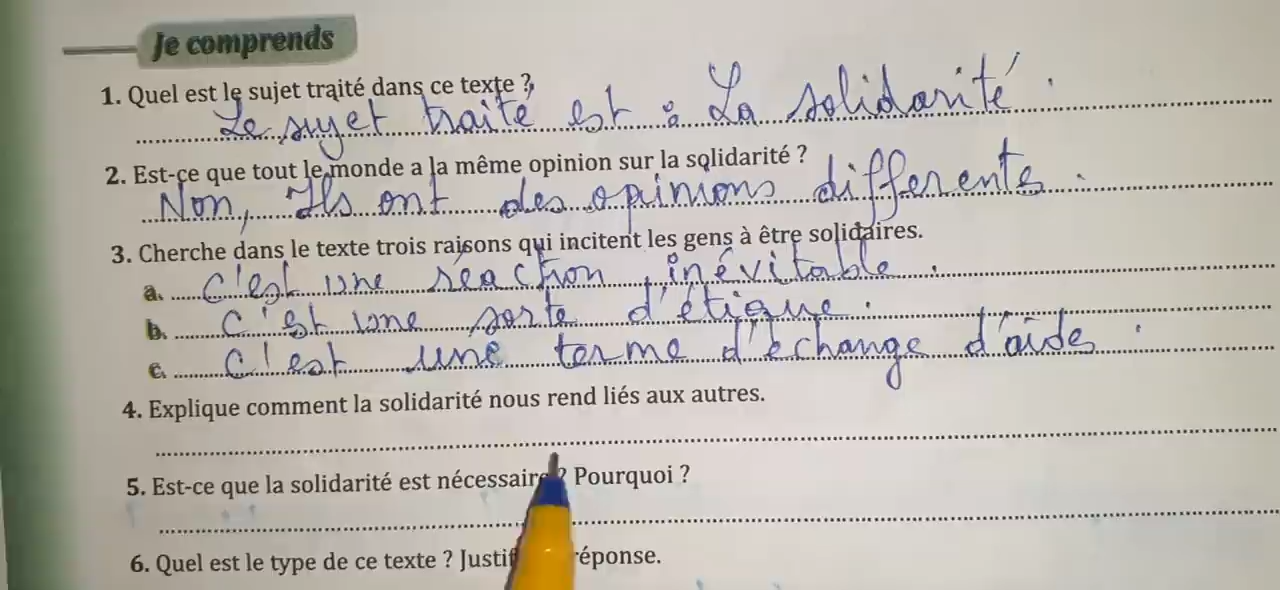 Je comprends
1. Quel est le sujet traité dans ce texte ?
Le sujet traité est : La solidarité.
2. Est-ce que tout le monde a la même opinion sur la solidarité ?
Non, Ils ont des opinions differents.
3. Cherche dans le texte trois raisons qui incitent les gens à être solidaires.
a. c'est une réaction inévitable.
b. c'est une sorte d'étique.
c. C'est une terme d'échange d'aide.
4. Explique comment la solidarité nous rend liés aux autres.
5. Est-ce que la solidarité est nécessaire ? Pourquoi ?
6. Quel est le type de ce texte ? Justif réponse.